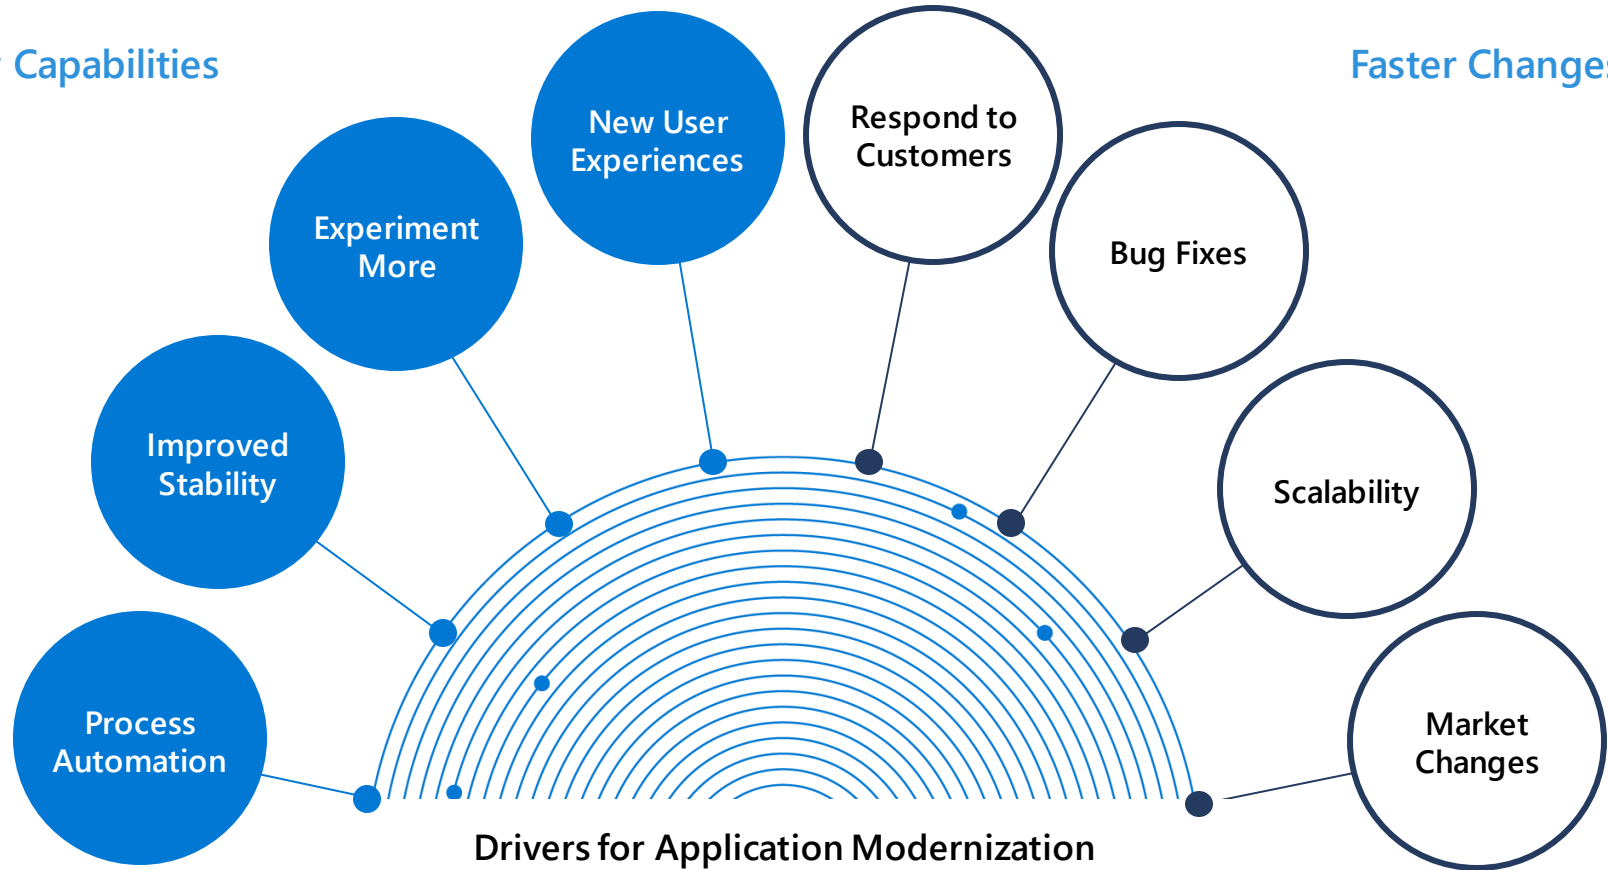 Capabilities
Faster Changes
New User
Experiences
Respond to
Customers
Experiment
More
Bug Fixes
Improved
Stability
Scalability
Process
Automation
Market
Changes
Drivers for Application Modernization